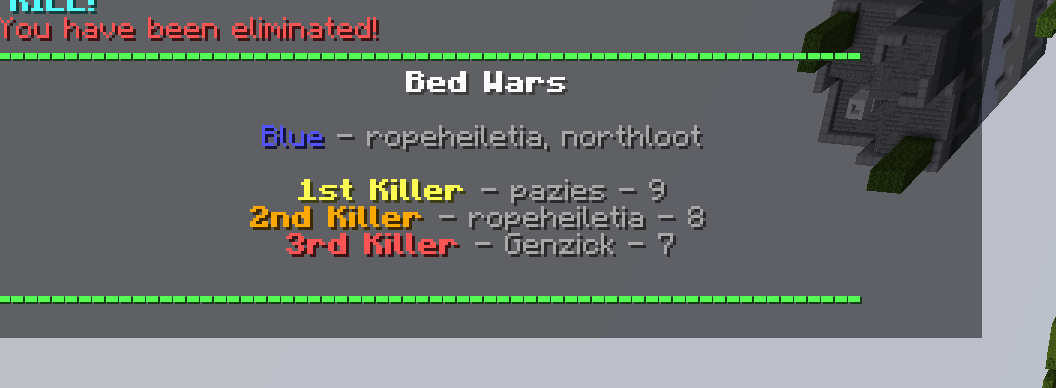 KILL!
You have been eliminated!
Bed Wars
Blue - ropeheiletia, northloot
1st Killer - pazies - 9
2nd Killer - ropeheiletia - 8
3rd Killer - Genzick - 7